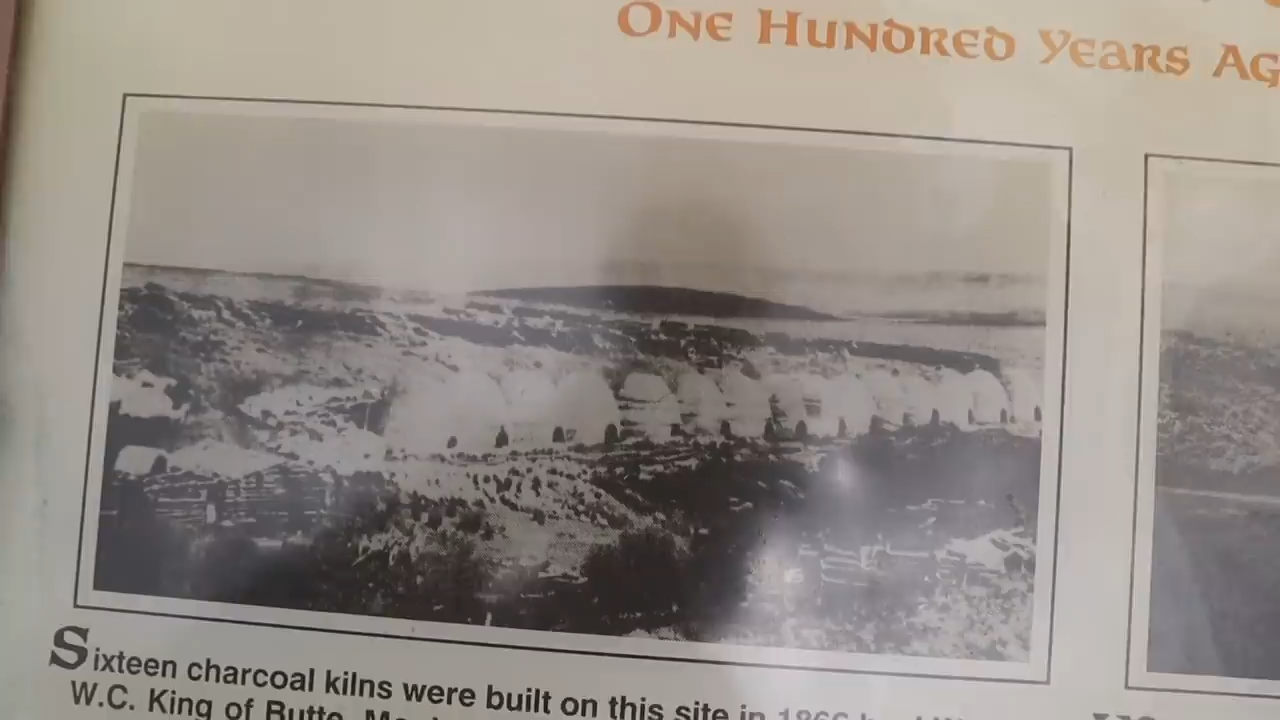 One Hundred Years Ag
Sixteen charcoal kilns were built on this site in
W.C. King of Butte,